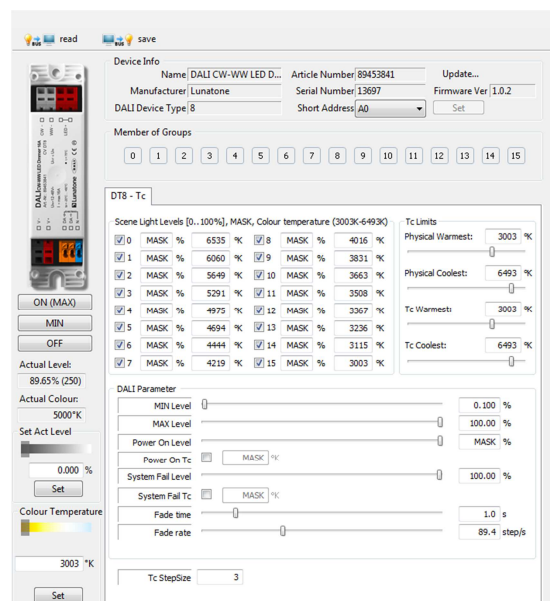 read save
Device Info
Name DALI CW-WW LED D... Article Number 89453841 Update...
Manufacturer Lunatone Serial Number 13697 Firmware Ver 1.0.2
DALI Device Type 8 Short Address A0 Set
Member of Groups
0 1 2 3 4 5 6 7 8 9 10 11 12 13 14 15
DT8 - Tc
Scene Light Levels [0..100%], MASK, Colour temperature (3003K-6493K)
0 MASK % 6535 °K 8 MASK % 4016 °K
1 MASK % 6060 °K 9 MASK % 3831 °K
2 MASK % 5649 °K 10 MASK % 3663 °K
3 MASK % 5291 °K 11 MASK % 3508 °K
4 MASK % 4975 °K 12 MASK % 3367 °K
5 MASK % 4694 °K 13 MASK % 3236 °K
6 MASK % 4444 °K 14 MASK % 3115 °K
7 MASK % 4219 °K 15 MASK % 3003 °K
Tc Limits
Physical Warmest: 3003 °K
Physical Coolest: 6493 °K
Tc Warmest: 3003 °K
Tc Coolest: 6493 °K
ON (MAX)
MIN
OFF
Actual Level:
89.65% (250)
Actual Colour:
5000°K
Set Act Level
0.000 %
Set
Colour Temperature
3003 °K
Set
DALI Parameter
MIN Level 0.100 %
MAX Level 100.00 %
Power On Level MASK %
Power On Tc MASK °K
System Fail Level 100.00 %
System Fail Tc MASK °K
Fade time 1.0 s
Fade rate 89.4 step/s
Tc StepSize 3